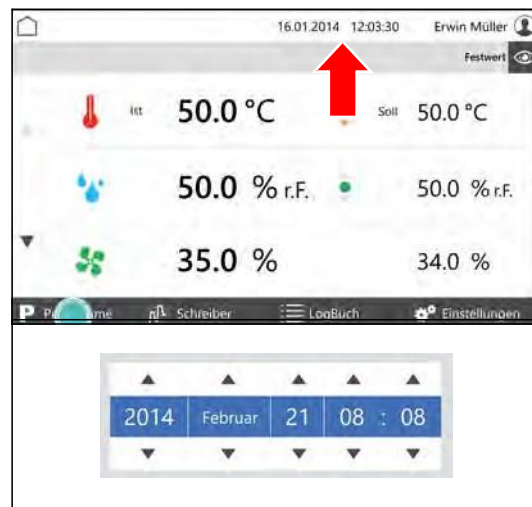 16.01.2014 12:03:30 Erwin Müller
Festwert
Ist 50.0 °C Soll 50.0 °C
50.0 % r.F. 50.0 % r.F.
35.0 % 34.0 %
P Schreiber LogBuch Einstellungen
2014 Februar 21 08 : 08